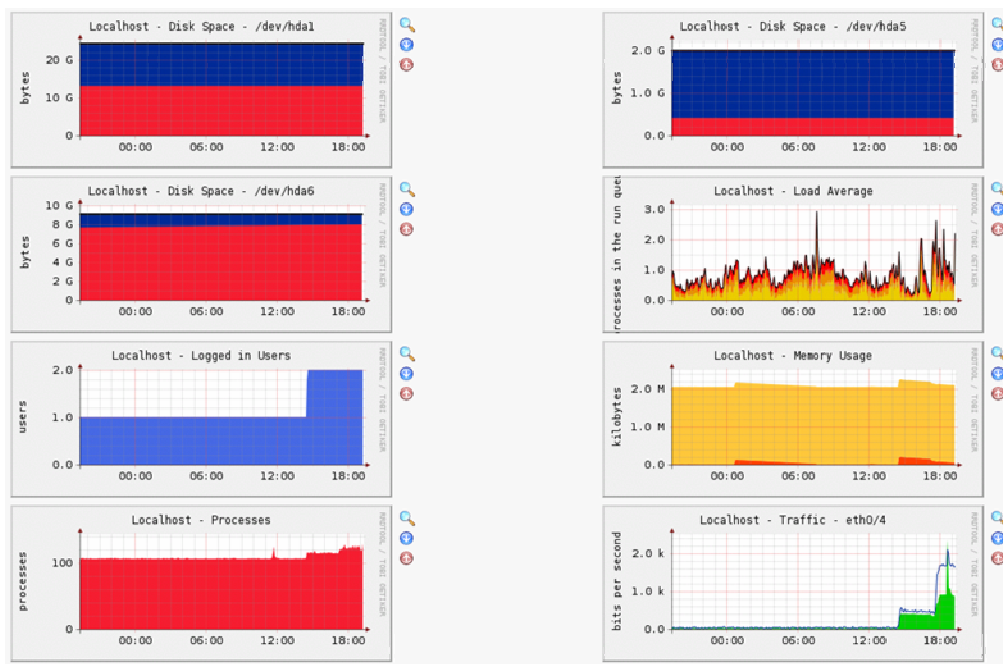 Localhost - Disk Space - /dev/hda1
bytes
20 G
10 G
0
00:00 06:00 12:00 18:00
RRDTOOL / TOBI OETIKER
Localhost - Disk Space - /dev/hda5
bytes
2.0 G
1.0 G
0.0
00:00 06:00 12:00 18:00
RRDTOOL / TOBI OETIKER
Localhost - Disk Space - /dev/hda6
bytes
10 G
8 G
6 G
4 G
2 G
0
00:00 06:00 12:00 18:00
RRDTOOL / TOBI OETIKER
Localhost - Load Average
rocesses in the run que
3.0
2.0
1.0
0.0
00:00 06:00 12:00 18:00
RRDTOOL / TOBI OETIKER
Localhost - Logged in Users
users
2.0
1.0
0.0
00:00 06:00 12:00 18:00
RRDTOOL / TOBI OETIKER
Localhost - Memory Usage
kilobytes
2.0 M
1.0 M
0.0
00:00 06:00 12:00 18:00
RRDTOOL / TOBI OETIKER
Localhost - Processes
processes
100
0
00:00 06:00 12:00 18:00
RRDTOOL / TOBI OETIKER
Localhost - Traffic - eth0/4
bits per second
2.0 k
1.0 k
0.0
00:00 06:00 12:00 18:00
RRDTOOL / TOBI OETIKER